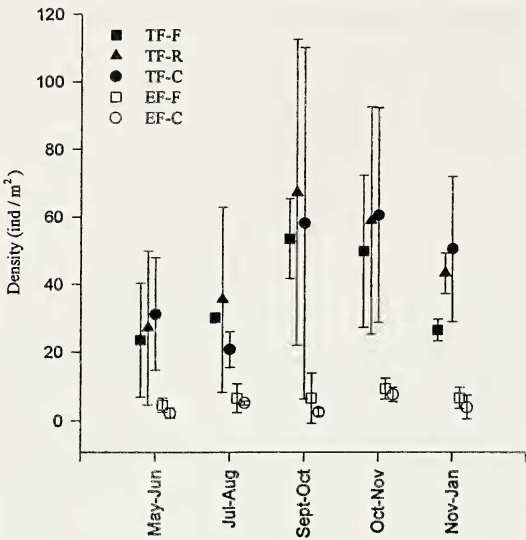 120
100
80
60
40
20
0
Density (ind / m²)
TF-F
TF-R
TF-C
EF-F
EF-C
May-Jun
Jul-Aug
Sept-Oct
Oct-Nov
Nov-Jan